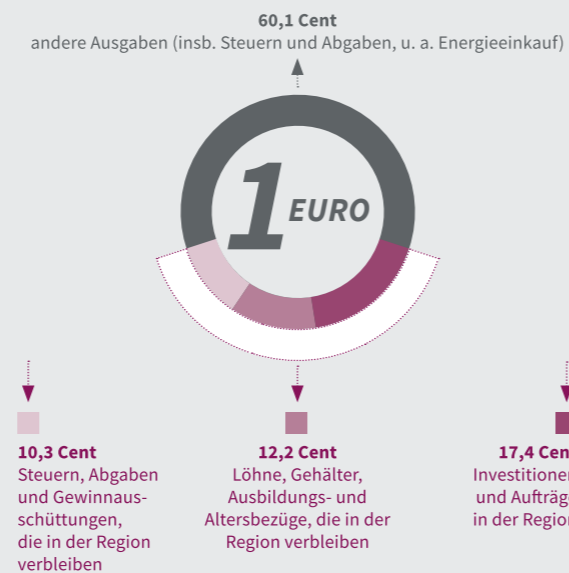 60,1 Cent
andere Ausgaben (insb. Steuern und Abgaben, u. a. Energieeinkauf)
1 EURO
10,3 Cent
Steuern, Abgaben
und Gewinnaus-
schüttungen,
die in der Region
verbleiben
12,2 Cent
Löhne, Gehälter,
Ausbildungs- und
Altersbezüge, die in der
Region verbleiben
17,4 Cen
Investitioner
und Aufträg
in der Region